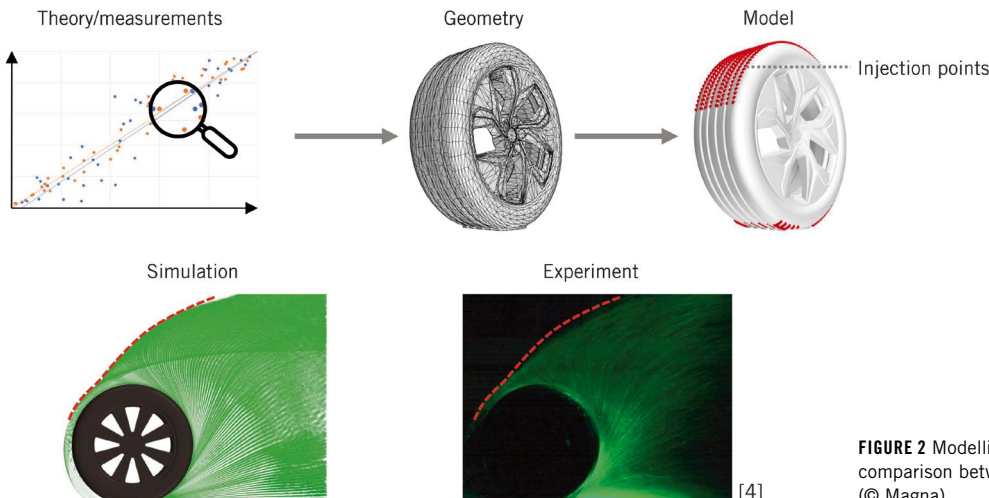 Theory/measurements
Geometry
Model
Injection points
Simulation
Experiment
[4]
FIGURE 2 Modelli
comparison betw
(© Magna)